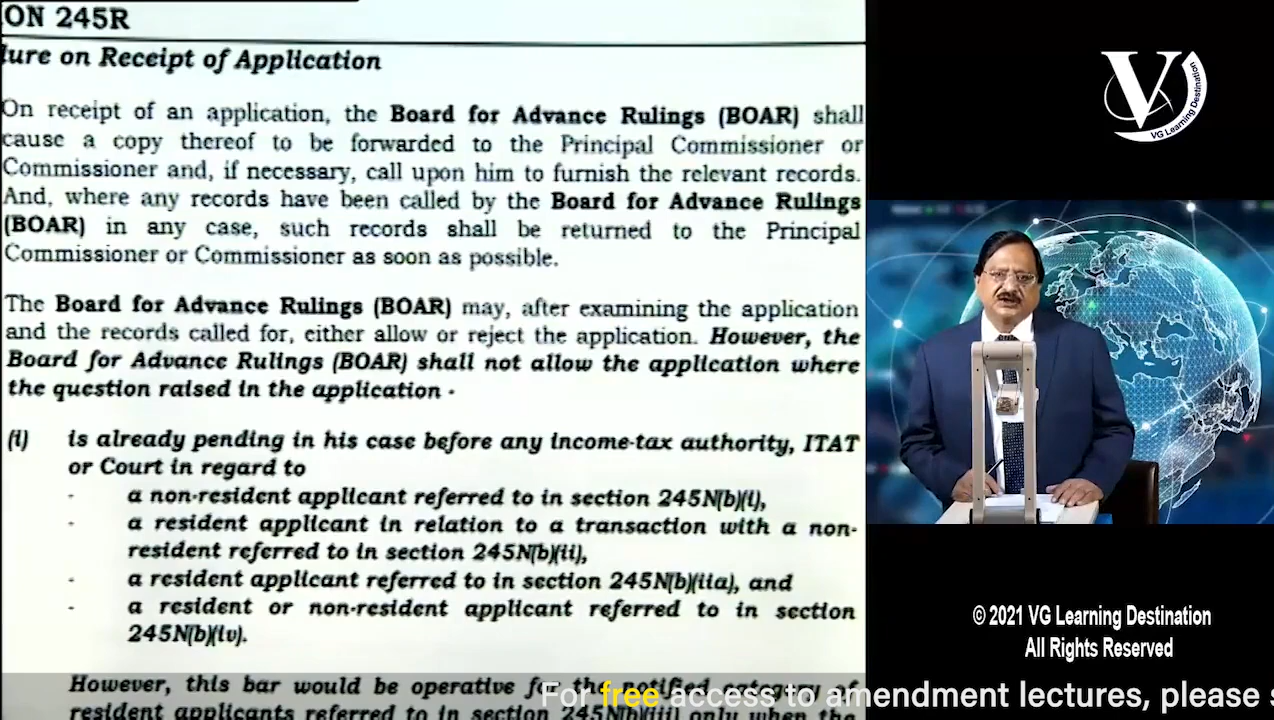 ON 245R
lure on Receipt of Application
On receipt of an application, the Board for Advance Rulings (BOAR) shall
cause a copy thereof to be forwarded to the Principal Commissioner or
Commissioner and, if necessary, call upon him to furnish the relevant records.
And, where any records have been called by the Board for Advance Rulings
(BOAR) in any case, such records shall be returned to the Principal
Commissioner or Commissioner as soon as possible.
The Board for Advance Rulings (BOAR) may, after examining the application
and the records called for, either allow or reject the application. However, the
Board for Advance Rulings (BOAR) shall not allow the application where
the question raised in the application -
(i) is already pending in his case before any income-tax authority, ITAT
or Court in regard to
- a non-resident applicant referred to in section 245N(b)(i),
- a resident applicant in relation to a transaction with a non-
resident referred to in section 245N(b)(ii),
- a resident applicant referred to in section 245N(b)(iia), and
- a resident or non-resident applicant referred to in section
245N(b)(iv).
However, this bar would be operative for the notified category of
resident applicants referred to in section 245N(b)(iii) only when the
For free access to amendment lectures, please s
V
VG Learning Destination
© 2021 VG Learning Destination
All Rights Reserved